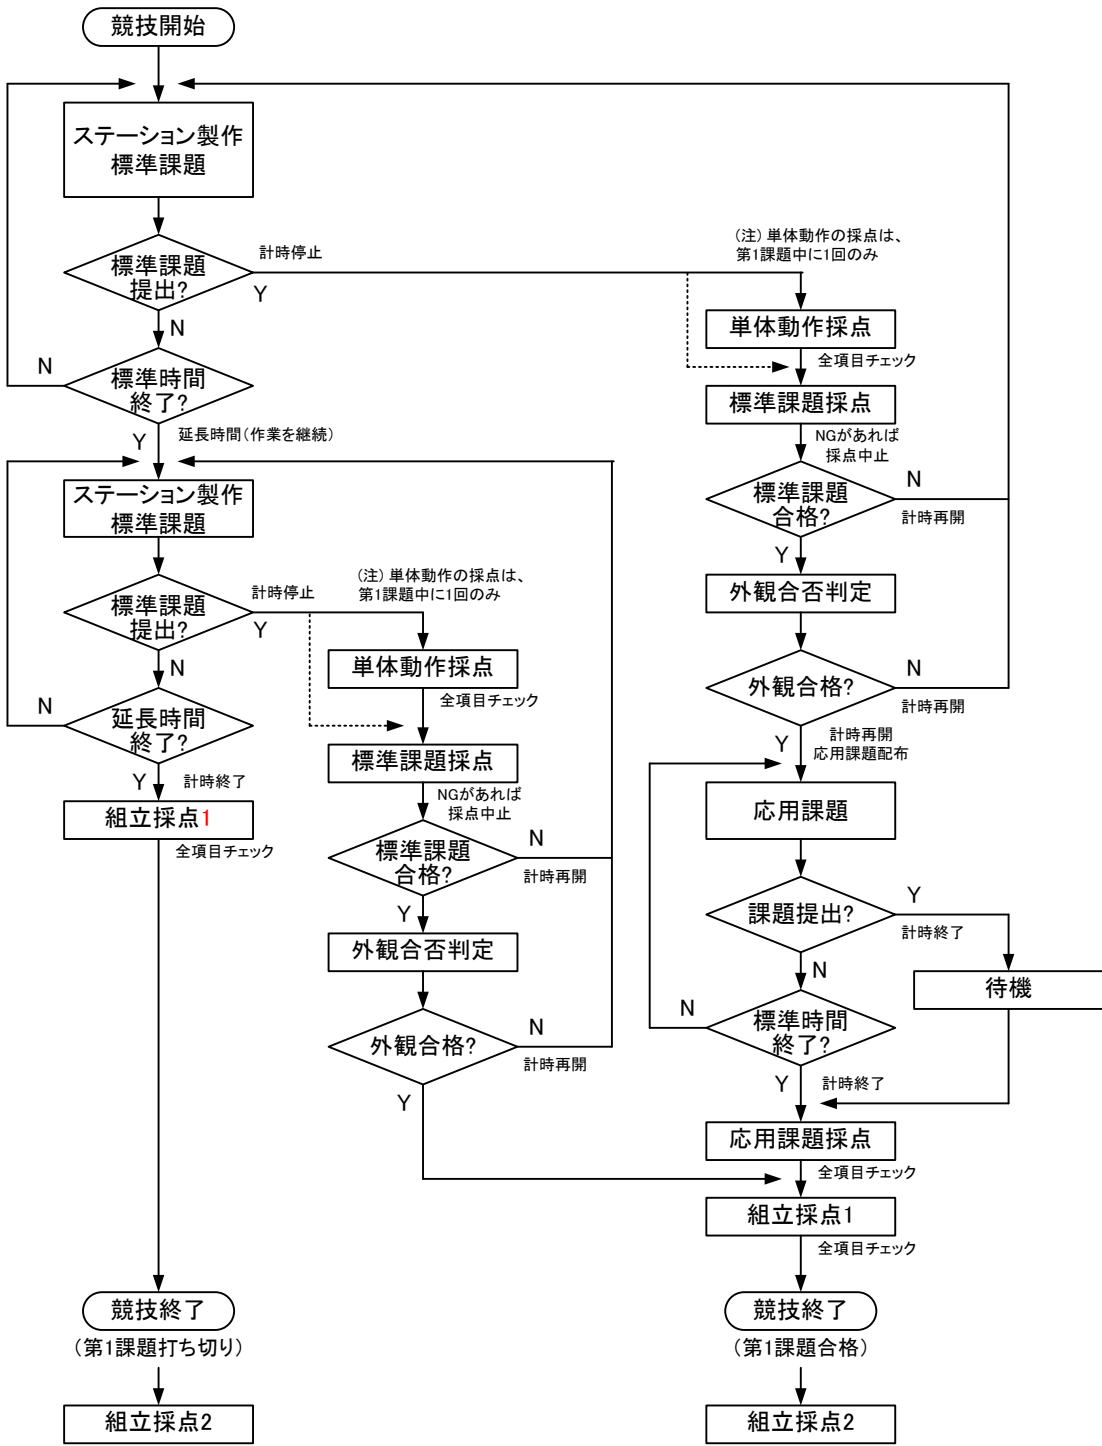 競技開始
ステーション製作
標準課題
標準課題
提出?
計時停止
Y
N
標準時間
終了?
N
Y
延長時間(作業を継続)
ステーション製作
標準課題
標準課題
提出?
計時停止
Y
N
延長時間
終了?
N
Y
計時終了
組立採点1
全項目チェック
(注) 単体動作の採点は、
第1課題中に1回のみ
単体動作採点
全項目チェック
標準課題採点
NGがあれば
採点中止
標準課題
合格?
N
計時再開
Y
外観合否判定
外観合格?
N
計時再開
Y
(注) 単体動作の採点は、
第1課題中に1回のみ
単体動作採点
全項目チェック
標準課題採点
NGがあれば
採点中止
標準課題
合格?
N
計時再開
Y
外観合否判定
外観合格?
N
計時再開
Y
計時再開
応用課題配布
応用課題
課題提出?
Y
計時終了
待機
N
標準時間
終了?
N
Y
計時終了
応用課題採点
全項目チェック
組立採点1
全項目チェック
競技終了
(第1課題打ち切り)
組立採点2
競技終了
(第1課題合格)
組立採点2